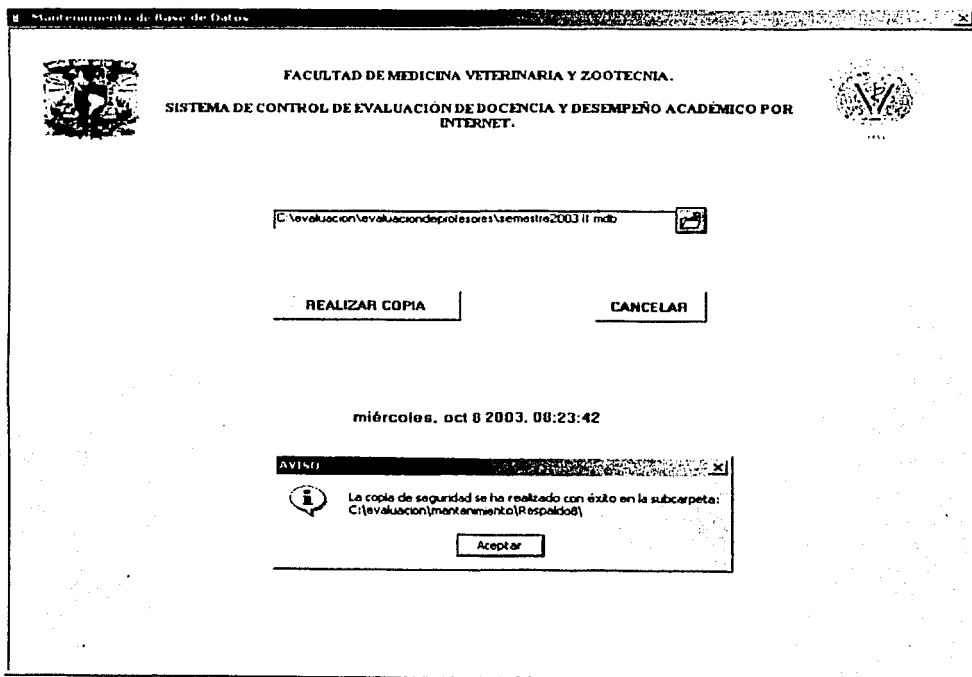 Mantenimiento de Base de Datos
FACULTAD DE MEDICINA VETERINARIA Y ZOOTECNIA.
SISTEMA DE CONTROL DE EVALUACIÓN DE DOCENCIA Y DESEMPEÑO ACADÉMICO POR
INTERNET.
C:\evaluacion\evaluaciondeprofesores\semestre2003 II mdb
REALIZAR COPIA
CANCELAR
miércoles, oct 8 2003, 08:23:42
AVISO
La copia de seguridad se ha realizado con éxito en la subcarpeta:
C:\evaluacion\mantenimiento\Respaldo8\
Aceptar